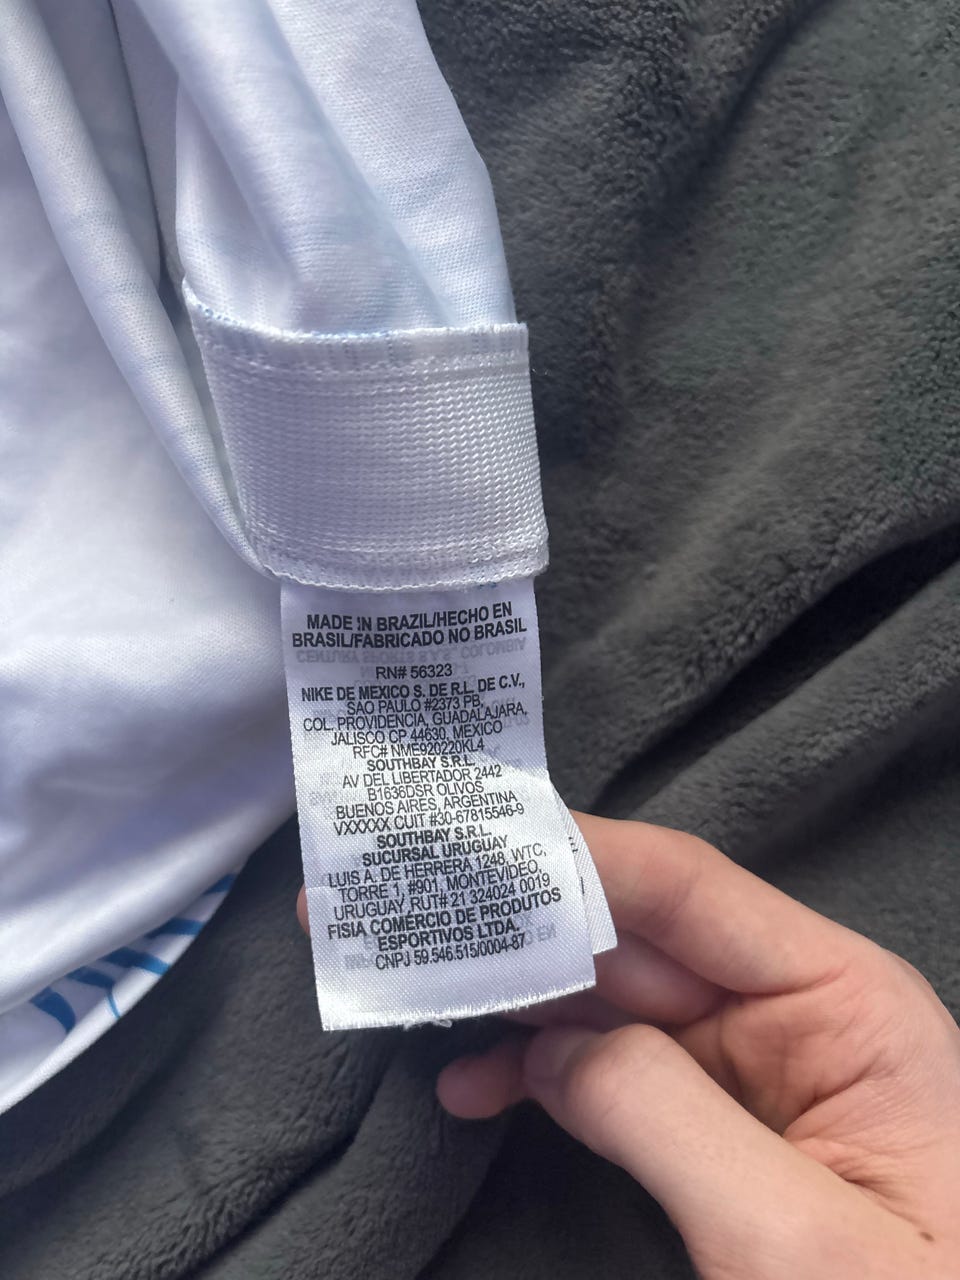 MADE IN BRAZIL/HECHO EN
BRASIL/FABRICADO NO BRASIL
RN# 56323
NIKE DE MEXICO S. DE R.L. DE C.V.,
SAO PAULO #2373 PB,
COL. PROVIDENCIA, GUADALAJARA,
JALISCO CP 44630, MEXICO
RFC# NME920220KL4
SOUTHBAY S.R.L.
AV DEL LIBERTADOR 2442
B1636DSR OLIVOS
BUENOS AIRES, ARGENTINA
VXXXXX CUIT #30-67815546-9
SOUTHBAY S.R.L.
SUCURSAL URUGUAY
LUIS A. DE HERRERA 1248, WTC,
TORRE 1, #901, MONTEVIDEO,
URUGUAY RUT# 21 324024 0019
FISIA COMÉRCIO DE PRODUTOS
ESPORTIVOS LTDA.
CNPJ 59.546.515/0004-87